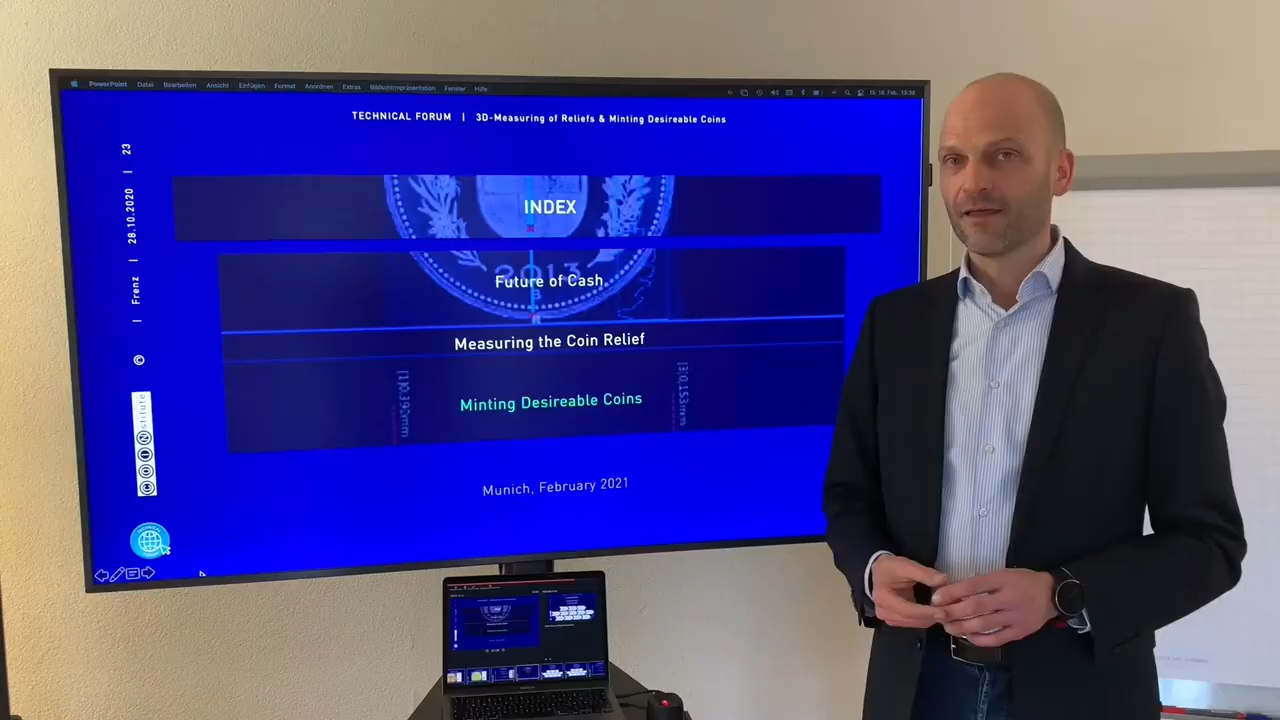 PowerPoint Datei Bearbeiten Ansicht Einfügen Format Anordnen Extras Bildschirmpräsentation Fenster Hilfe
TECHNICAL FORUM | 3D-Measuring of Reliefs & Minting Desireable Coins
INDEX
2013
Future of Cash
Measuring the Coin Relief
Minting Desireable Coins
Munich, February 2021
© | Frenz | 28.10.2020 | 23
COINstitute